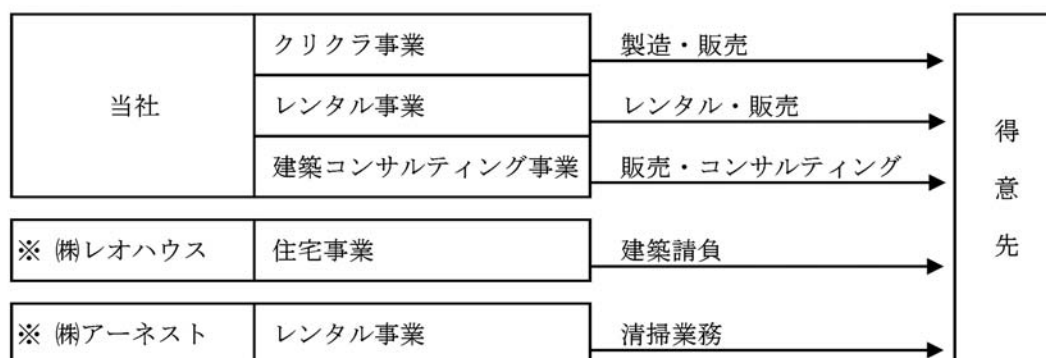 当社
クリクラ事業
製造・販売
レンタル事業
レンタル・販売
建築コンサルティング事業
販売・コンサルティング
※ ㈱レオハウス
住宅事業
建築請負
※ ㈱アーネスト
レンタル事業
清掃業務
得意先